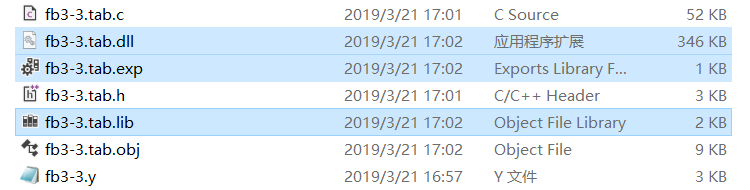 fb3-3.tab.c 2019/3/21 17:01 C Source 52 KB
fb3-3.tab.dll 2019/3/21 17:02 应用程序扩展 346 KB
fb3-3.tab.exp 2019/3/21 17:02 Exports Library F... 1 KB
fb3-3.tab.h 2019/3/21 17:01 C/C++ Header 3 KB
fb3-3.tab.lib 2019/3/21 17:02 Object File Library 2 KB
fb3-3.tab.obj 2019/3/21 17:02 Object File 9 KB
fb3-3.y 2019/3/21 16:57 Y 文件 3 KB